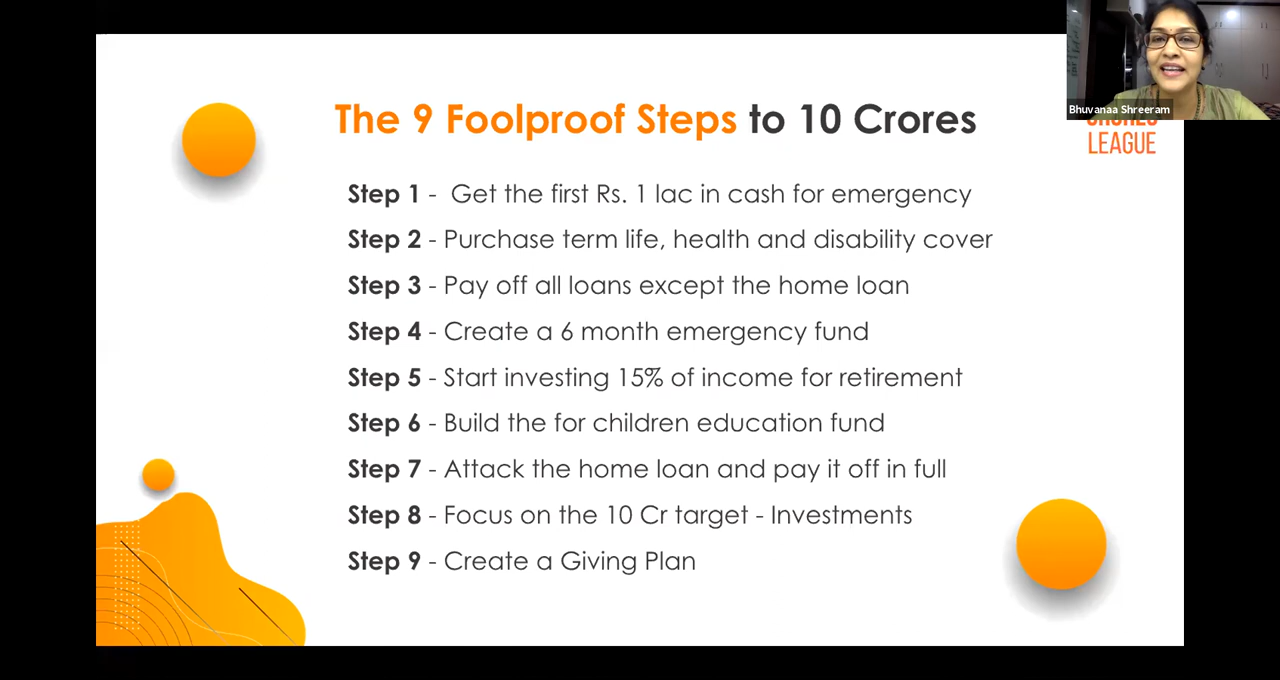 Bhuvanaa Shreeram
LEAGUE
The 9 Foolproof Steps to 10 Crores
Step 1 - Get the first Rs. 1 lac in cash for emergency
Step 2 - Purchase term life, health and disability cover
Step 3 - Pay off all loans except the home loan
Step 4 - Create a 6 month emergency fund
Step 5 - Start investing 15% of income for retirement
Step 6 - Build the for children education fund
Step 7 - Attack the home loan and pay it off in full
Step 8 - Focus on the 10 Cr target - Investments
Step 9 - Create a Giving Plan